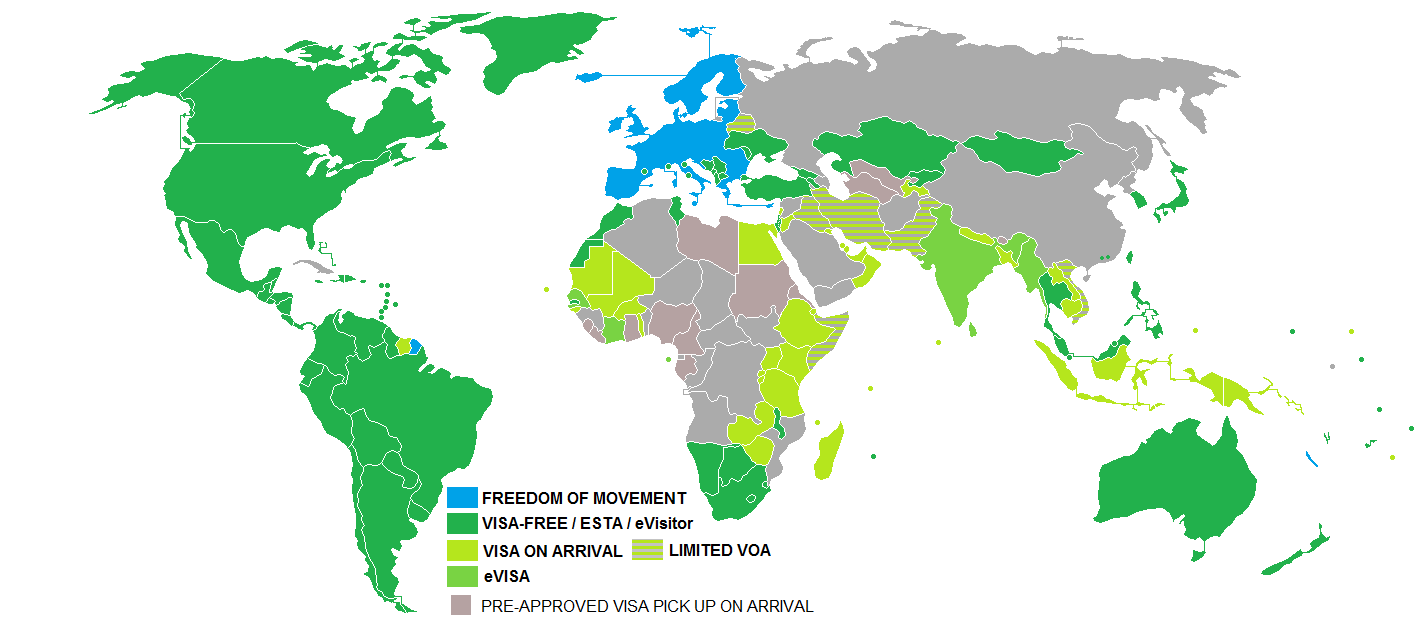 FREEDOM OF MOVEMENT
VISA-FREE / ESTA / eVisitor
VISA ON ARRIVAL LIMITED VOA
eVISA
PRE-APPROVED VISA PICK UP ON ARRIVAL